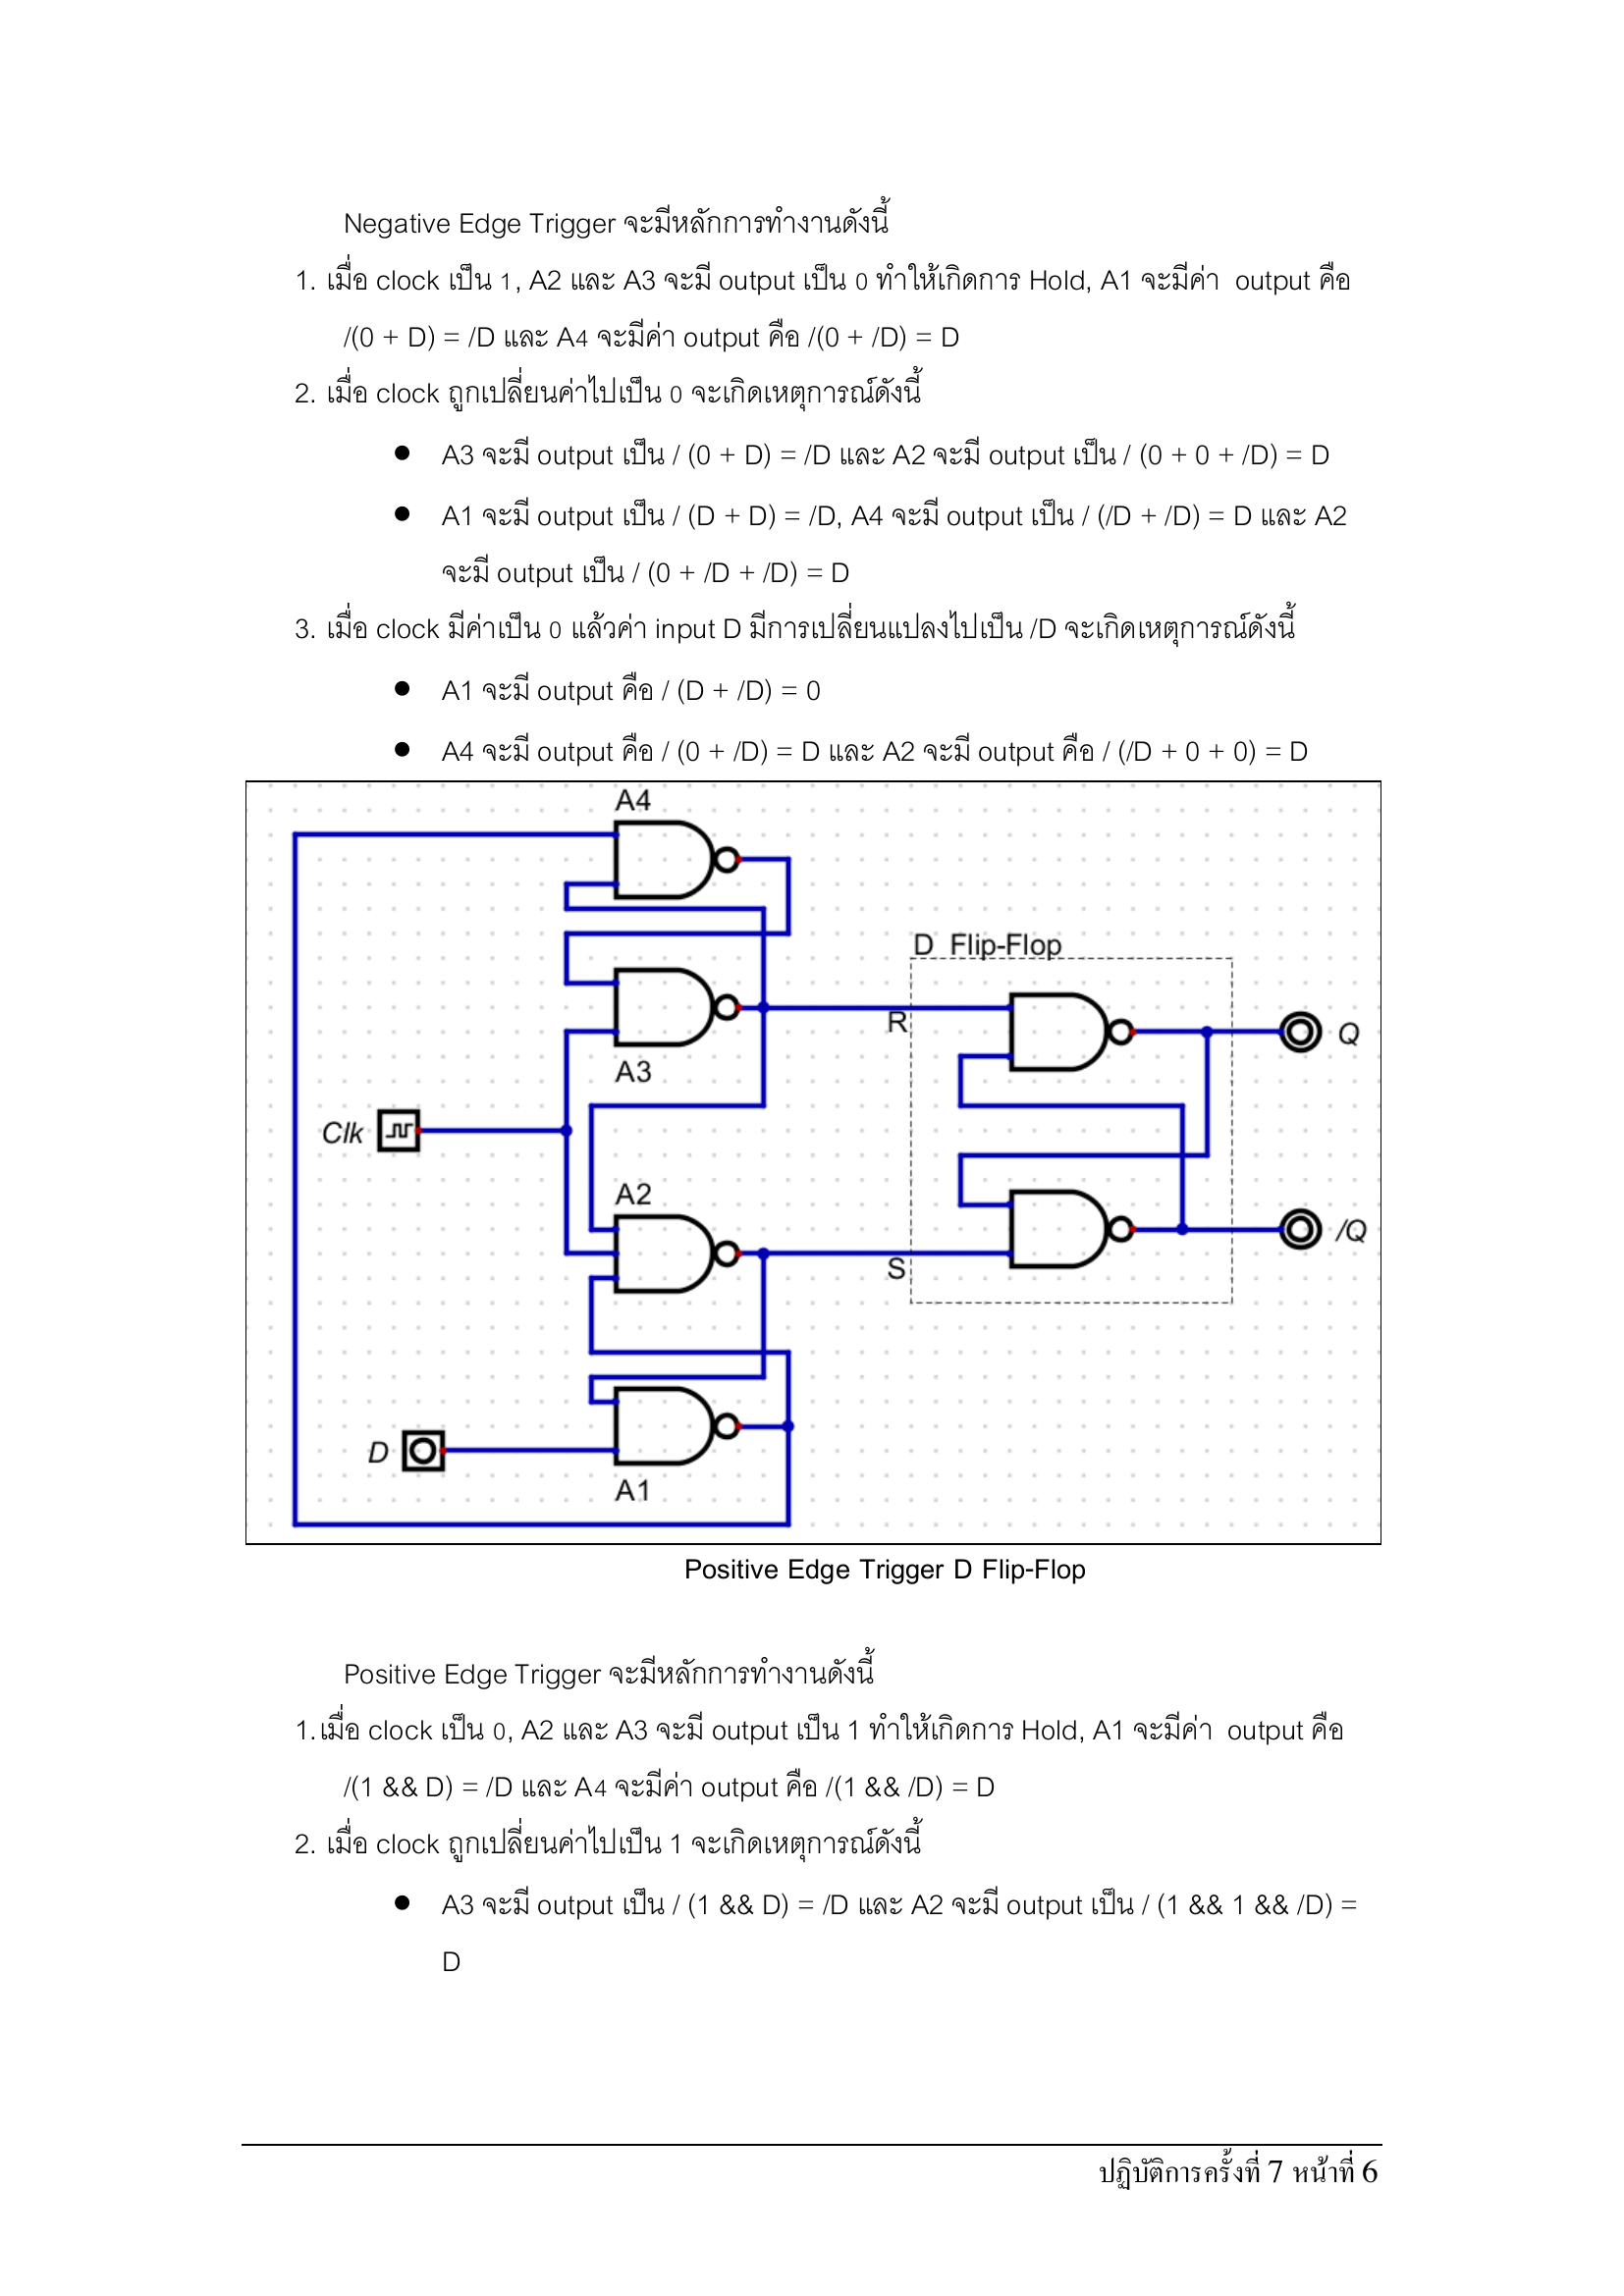 Negative Edge Trigger จะมีหลักการทำงานดังนี้
1. เมื่อ clock เป็น 1, A2 และ A3 จะมี output เป็น 0 ทำให้เกิดการ Hold, A1 จะมีค่า output คือ
/(0 + D) = /D และ A4 จะมีค่า output คือ /(0 + /D) = D
2. เมื่อ clock ถูกเปลี่ยนค่าไปเป็น 0 จะเกิดเหตุการณ์ดังนี้
● A3 จะมี output เป็น / (0 + D) = /D และ A2 จะมี output เป็น / (0 + 0 + /D) = D
● A1 จะมี output เป็น / (D + D) = /D, A4 จะมี output เป็น / (/D + /D) = D และ A2
จะมี output เป็น / (0 + /D + /D) = D
3. เมื่อ clock มีค่าเป็น 0 แล้วค่า input D มีการเปลี่ยนแปลงไปเป็น /D จะเกิดเหตุการณ์ดังนี้
● A1 จะมี output คือ / (D + /D) = 0
● A4 จะมี output คือ / (0 + /D) = D และ A2 จะมี output คือ / (/D + 0 + 0) = D
A4
D Flip-Flop
R
Q
A3
Clk
A2
/Q
S
D
A1
Positive Edge Trigger D Flip-Flop
Positive Edge Trigger จะมีหลักการทำงานดังนี้
1. เมื่อ clock เป็น 0, A2 และ A3 จะมี output เป็น 1 ทำให้เกิดการ Hold, A1 จะมีค่า output คือ
/(1 && D) = /D และ A4 จะมีค่า output คือ /(1 && /D) = D
2. เมื่อ clock ถูกเปลี่ยนค่าไปเป็น 1 จะเกิดเหตุการณ์ดังนี้
● A3 จะมี output เป็น / (1 && D) = /D และ A2 จะมี output เป็น / (1 && 1 && /D) =
D
ปฏิบัติการครั้งที่ 7 หน้าที่ 6